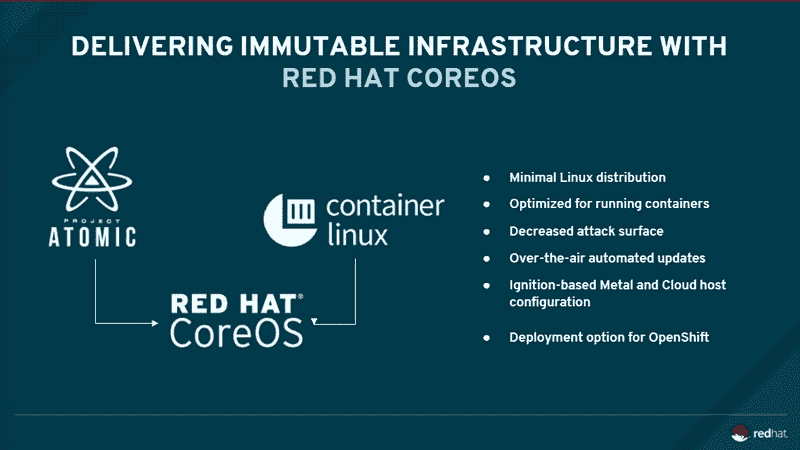 DELIVERING IMMUTABLE INFRASTRUCTURE WITH
RED HAT COREOS
PROJECT
ATOMIC
container
linux
RED HAT®
CoreOS
● Minimal Linux distribution
● Optimized for running containers
● Decreased attack surface
● Over-the-air automated updates
● Ignition-based Metal and Cloud host
configuration
● Deployment option for OpenShift
redhat.